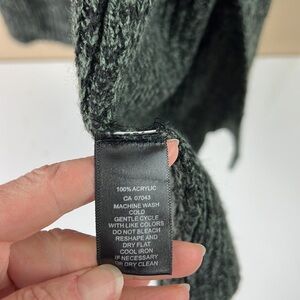 100% ACRYLIC
CA 07043
MACHINE WASH
COLD
GENTLE CYCLE
WITH LIKE COLORS
DO NOT BLEACH
RESHAPE AND
DRY FLAT
COOL IRON
IF NECESSARY
OR DRY CLEAN